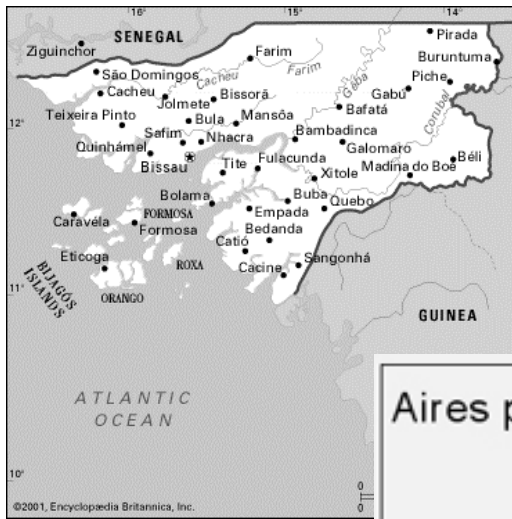 16° 15° 14°
SENEGAL
Ziguinchor
Pirada
Farim
Buruntuma
São Domingos
Cacheu
Farim
Piche
Cacheu
Geba
Gabú
Corubal
Jolmete
Bissorã
Bafatá
Teixeira Pinto
Bula
Mansôa
12°
Safim
Nhacra
Bambadinca
Quinhámel
Galomaro
Bissau
Tite
Fulacunda
Béli
Xitole
Madina do Boé
Bolama
Buba
Caravéla
FORMOSA
Empada
Quebo
Formosa
Bedanda
Catió
Eticoga
ROXA
Cacine
Sangonhá
BIJAGÓS
ISLANDS
ORANGO
11°
GUINEA
ATLANTIC
OCEAN
Aires p
10°
0
0
©2001, Encyclopædia Britannica, Inc.